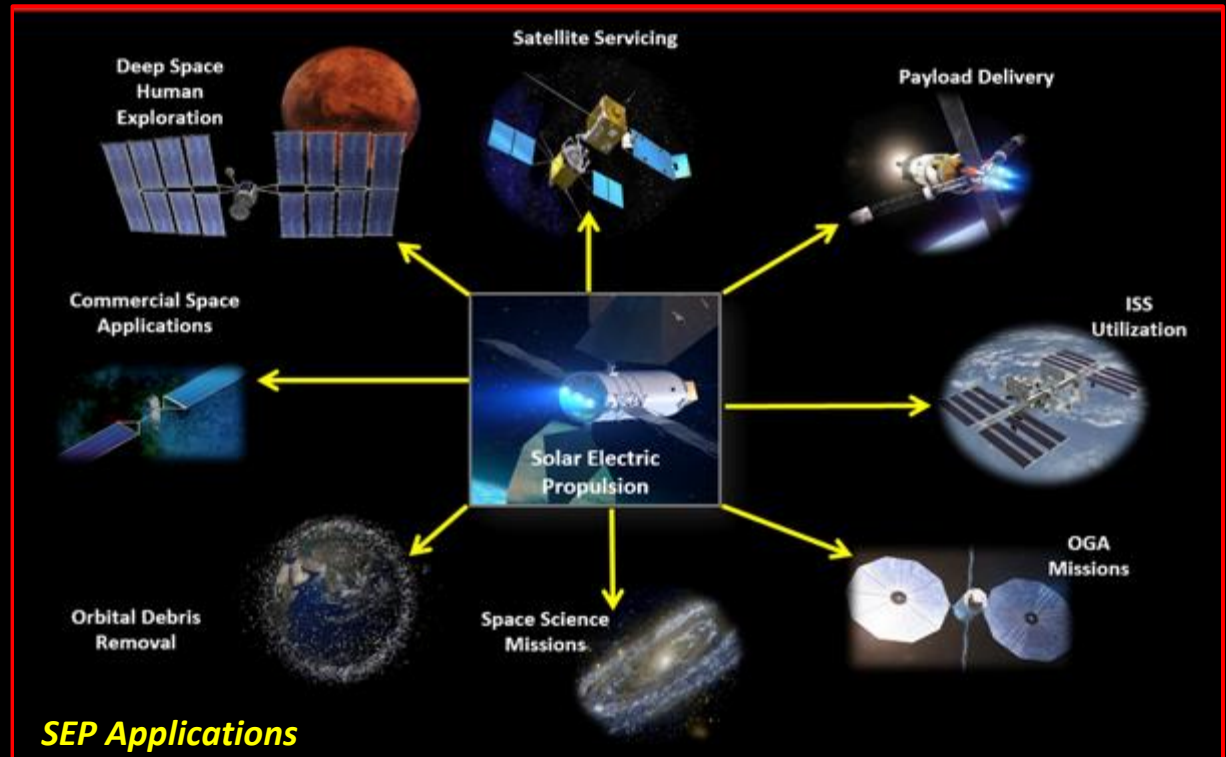 Satellite Servicing
Deep Space
Human
Exploration
Payload Delivery
Commercial Space
Applications
ISS
Utilization
Solar Electric
Propulsion
OGA
Missions
Orbital Debris
Removal
Space Science
Missions
SEP Applications